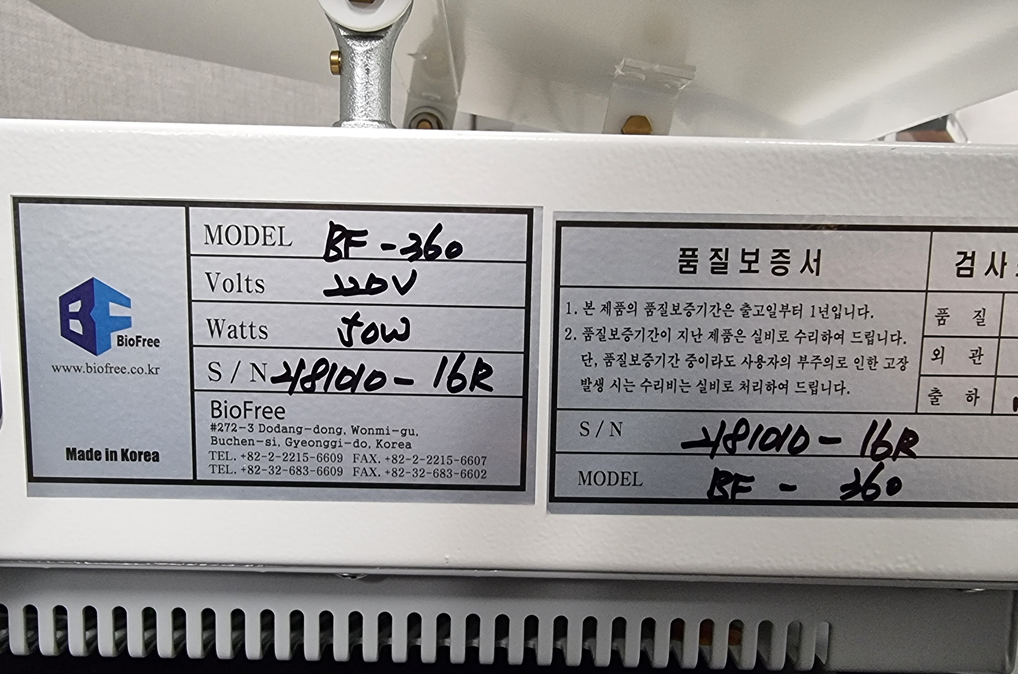 BF
BioFree
www.biofree.co.kr
Made in Korea
MODEL BF-360
Volts 220V
Watts 50W
S/N 481010-16R
BioFree
#272-3 Dodang-dong, Wonmi-gu,
Buchen-si, Gyeonggi-do, Korea
TEL. +82-2-2215-6609 FAX. +82-2-2215-6607
TEL. +82-32-683-6609 FAX. +82-32-683-6602
품질보증서
1. 본 제품의 품질보증기간은 출고일부터 1년입니다.
2. 품질보증기간이 지난 제품은 실비로 수리하여 드립니다.
단, 품질보증기간 중이라도 사용자의 부주의로 인한 고장
발생 시는 수리비는 실비로 처리하여 드립니다.
검사
품 질
외 관
출 하
S/N 481010-16R
MODEL BF - 360